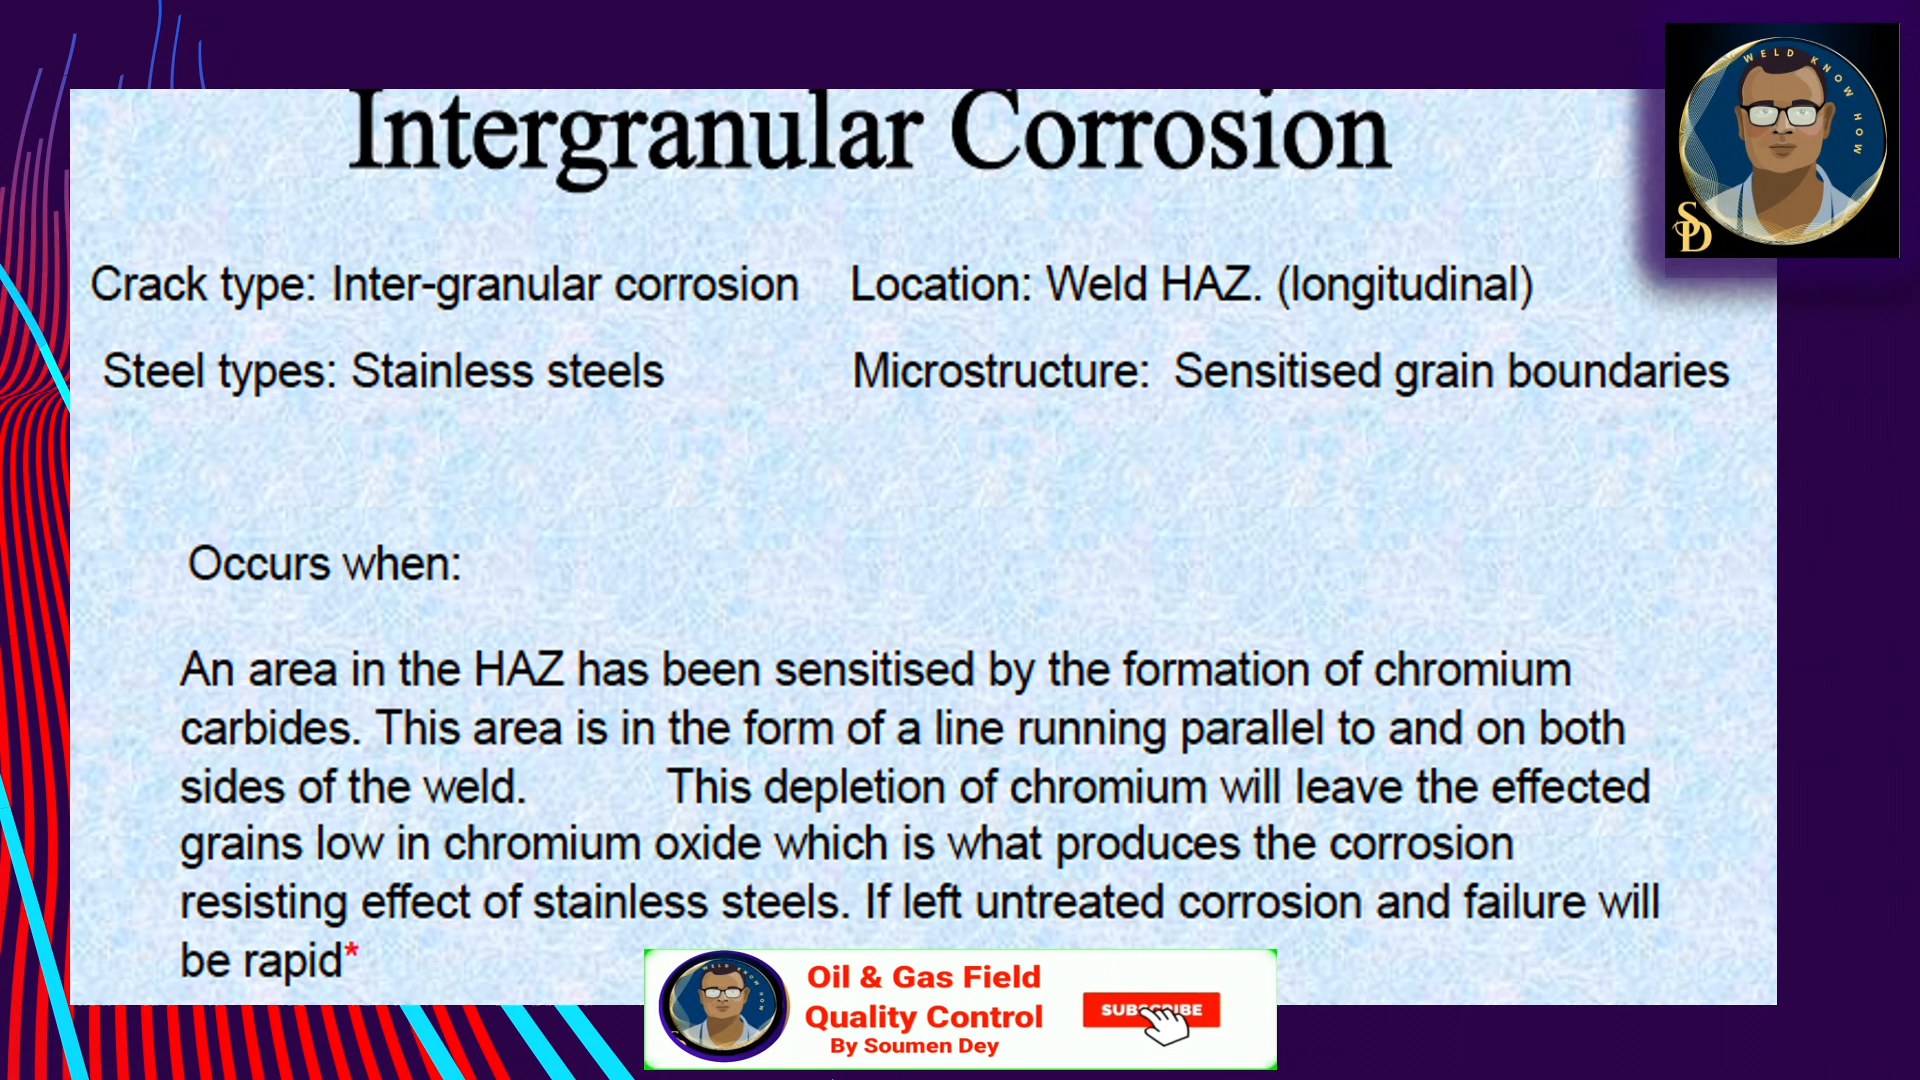 Intergranular Corrosion
WELD KNOW HOW
SD
Crack type: Inter-granular corrosion Location: Weld HAZ. (longitudinal)
Steel types: Stainless steels Microstructure: Sensitised grain boundaries
Occurs when:
An area in the HAZ has been sensitised by the formation of chromium
carbides. This area is in the form of a line running parallel to and on both
sides of the weld. This depletion of chromium will leave the effected
grains low in chromium oxide which is what produces the corrosion
resisting effect of stainless steels. If left untreated corrosion and failure will
be rapid*
WELD KNOW HOW
Oil & Gas Field
Quality Control
By Soumen Dey
SUBSCRIBE